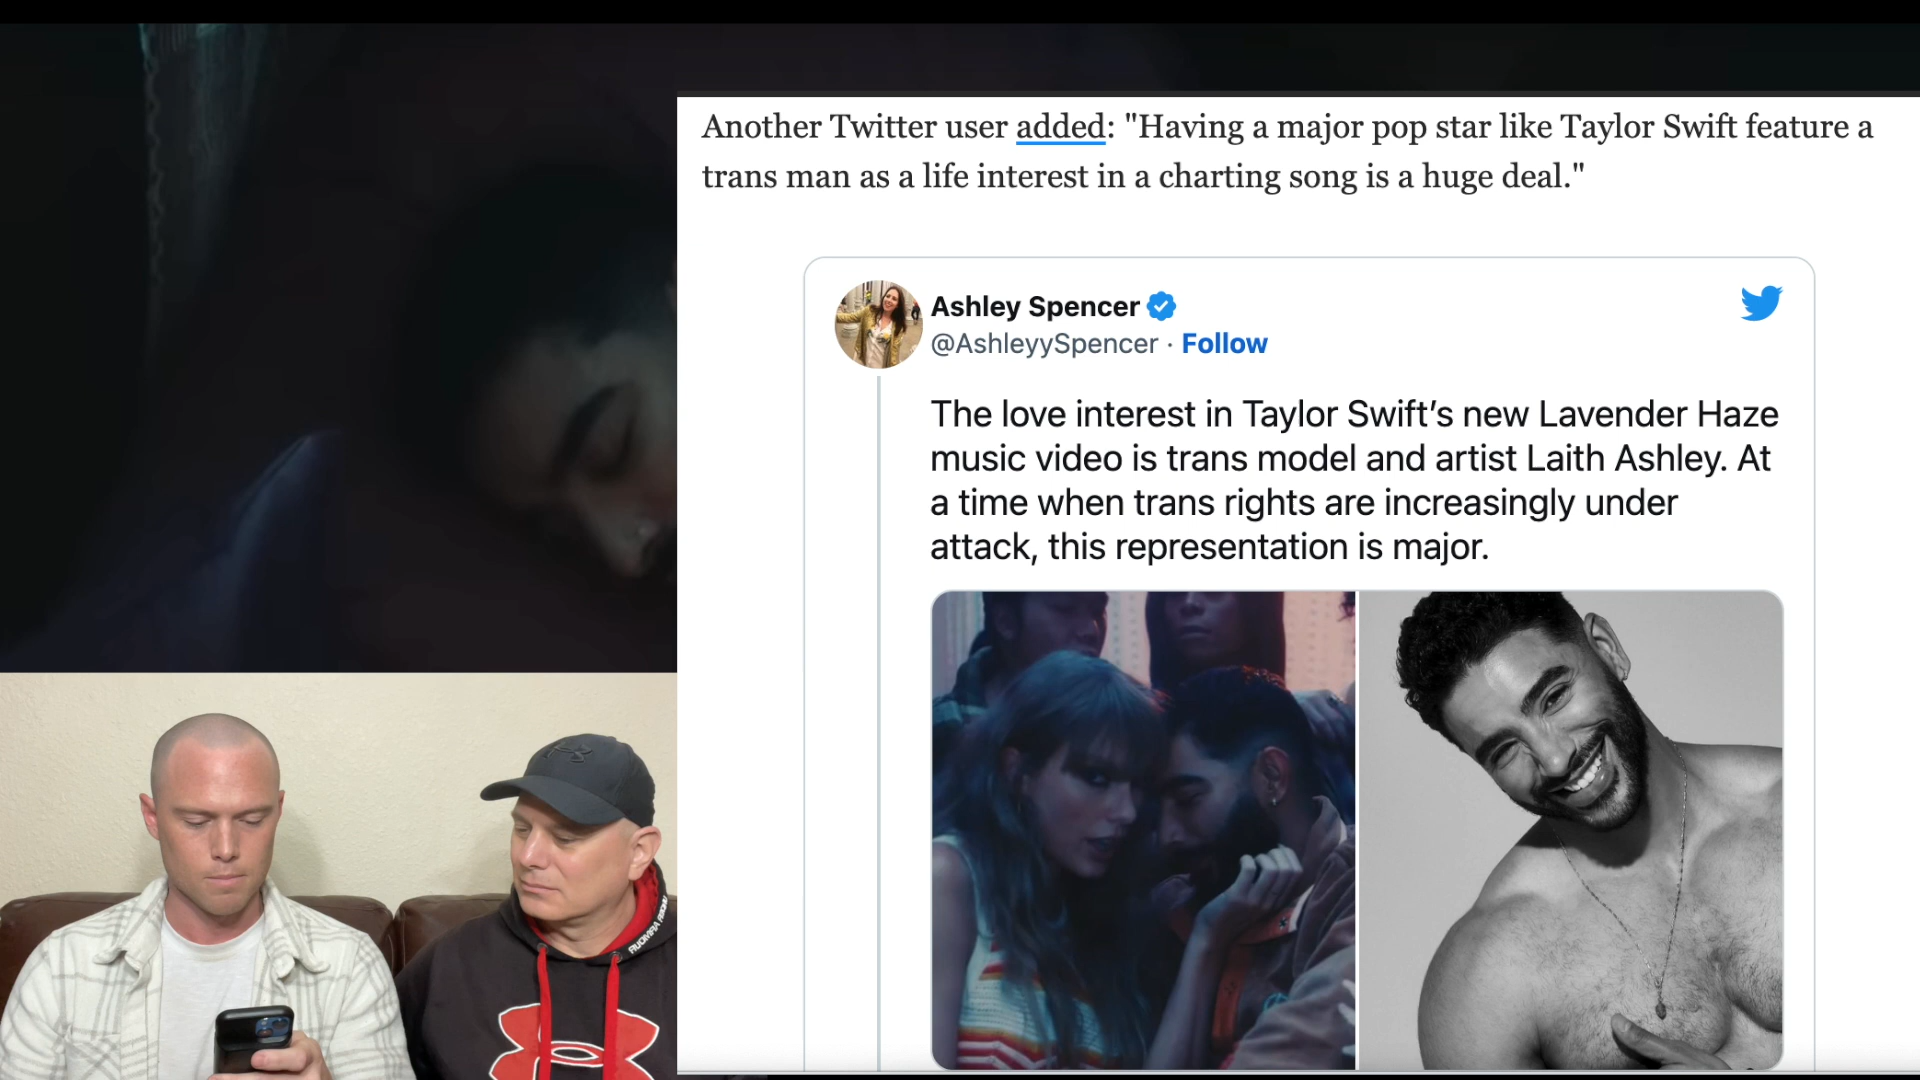 Another Twitter user added: "Having a major pop star like Taylor Swift feature a
trans man as a life interest in a charting song is a huge deal."
Ashley Spencer
@AshleyySpencer · Follow
The love interest in Taylor Swift's new Lavender Haze
music video is trans model and artist Laith Ashley. At
a time when trans rights are increasingly under
attack, this representation is major.